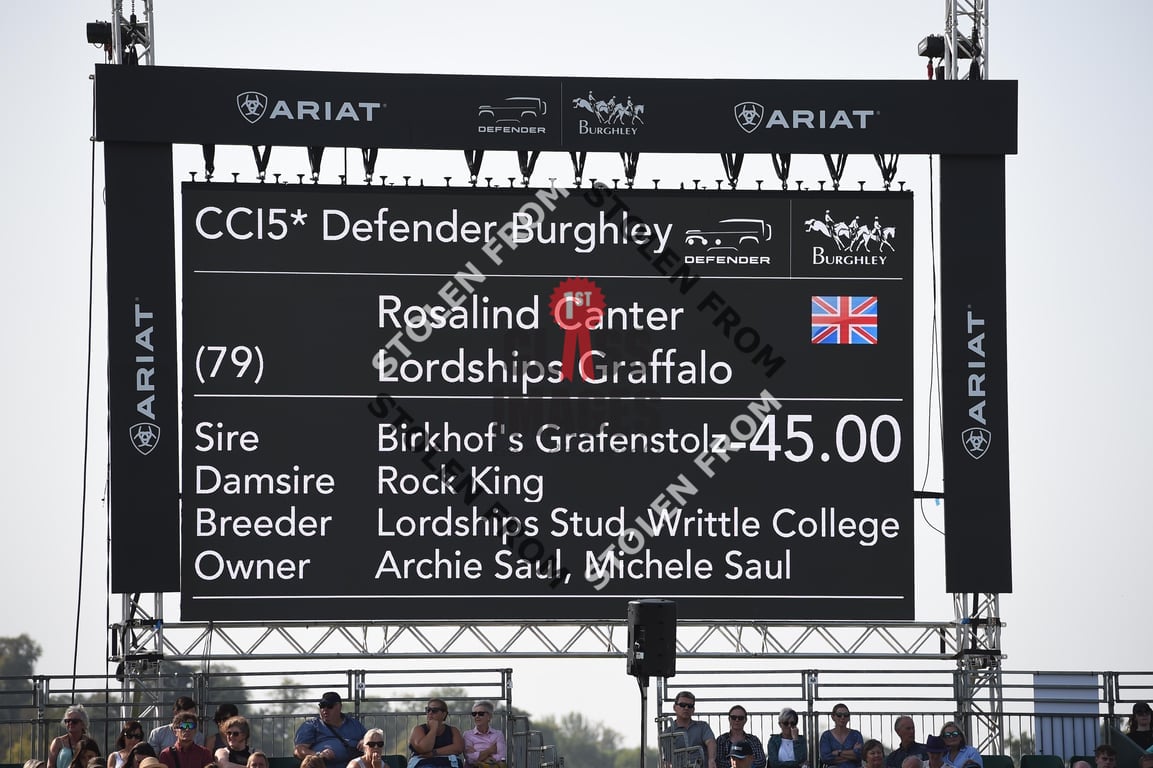 ARIAT
DEFENDER
BURGHLEY
ARIAT
CCI5* Defender Burghley
DEFENDER
BURGHLEY
Rosalind Canter
(79) Lordships Graffalo
Sire Birkhof's Grafenstolz -45.00
Damsire Rock King
Breeder Lordships Stud, Writtle College
Owner Archie Saul, Michele Saul
ARIAT
ARIAT
1ST
CLASS
IMAGES
STOLEN FROM
STOLEN FROM
STOLEN FROM
STOLEN FROM